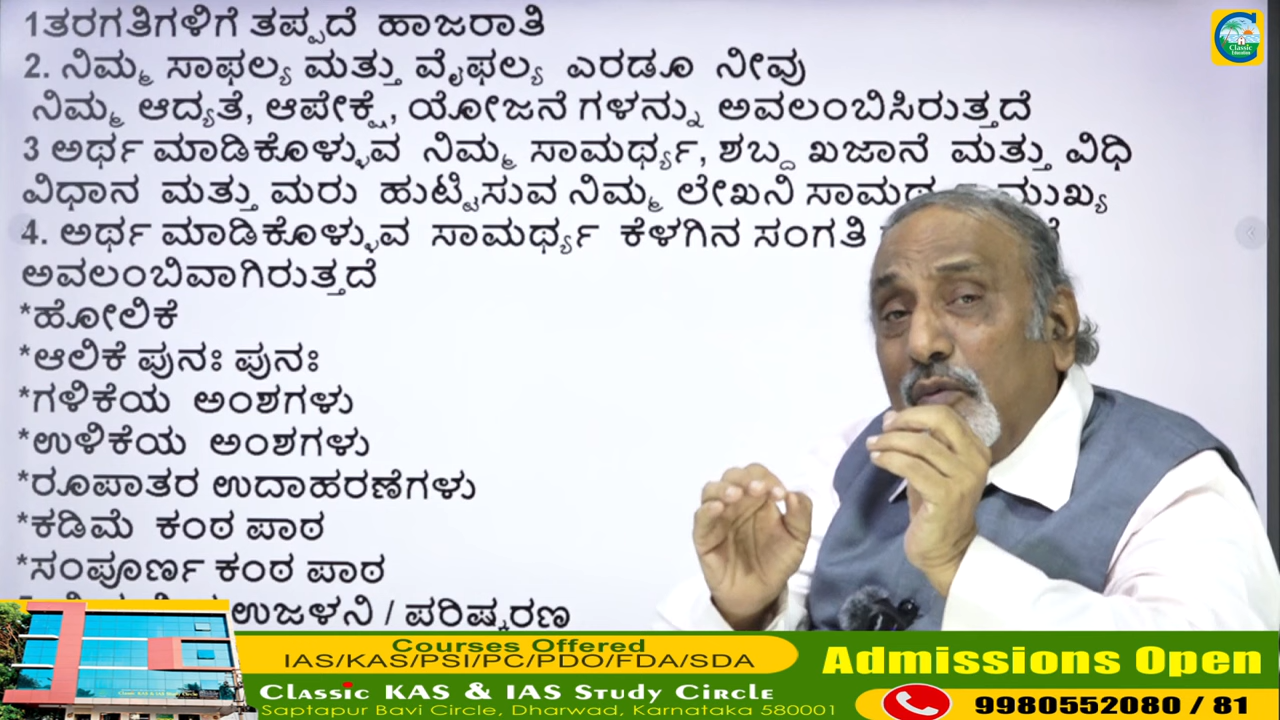 1ತರಗತಿಗಳಿಗೆ ತಪ್ಪದೆ ಹಾಜರಾತಿ
2. ನಿಮ್ಮ ಸಾಫಲ್ಯ ಮತ್ತು ವೈಫಲ್ಯ ಎರಡೂ ನೀವು
ನಿಮ್ಮ ಆದ್ಯತೆ, ಆಪೇಕ್ಷೆ, ಯೋಜನೆ ಗಳನ್ನು ಅವಲಂಬಿಸಿರುತ್ತದೆ
3 ಅರ್ಥ ಮಾಡಿಕೊಳ್ಳುವ ನಿಮ್ಮ ಸಾಮರ್ಥ್ಯ, ಶಬ್ದ ಖಜಾನೆ ಮತ್ತು ವಿಧಿ
ವಿಧಾನ ಮತ್ತು ಮರು ಹುಟ್ಟಿಸುವ ನಿಮ್ಮ ಲೇಖನಿ ಮುಖ್ಯ
4. ಅರ್ಥ ಮಾಡಿಕೊಳ್ಳುವ ಸಾಮರ್ಥ್ಯ ಕೆಳಗಿನ ಸಂಗತಿ
ಅವಲಂಬಿವಾಗಿರುತ್ತದೆ
*ಹೋಲಿಕೆ
*ಆಲಿಕೆ ಪುನಃ ಪುನಃ
*ಗಳಿಕೆಯ ಅಂಶಗಳು
*ಉಳಿಕೆಯ ಅಂಶಗಳು
*ರೂಪಾತರ ಉದಾಹರಣೆಗಳು
*ಕಡಿಮೆ ಕಂಠ ಪಾಠ
*ಸಂಪೂರ್ಣ ಕಂಠ ಪಾಠ
ಉಜಳನಿ / ಪರಿಷ್ಕರಣ
Classic
Education
Courses Offered
IAS/KAS/PSI/PC/PDO/FDA/SDA
Classic KAS & IAS Study Circle
Saptapur Bavi Circle, Dharwad, Karnataka 580001
Admissions Open
9980552080 / 81